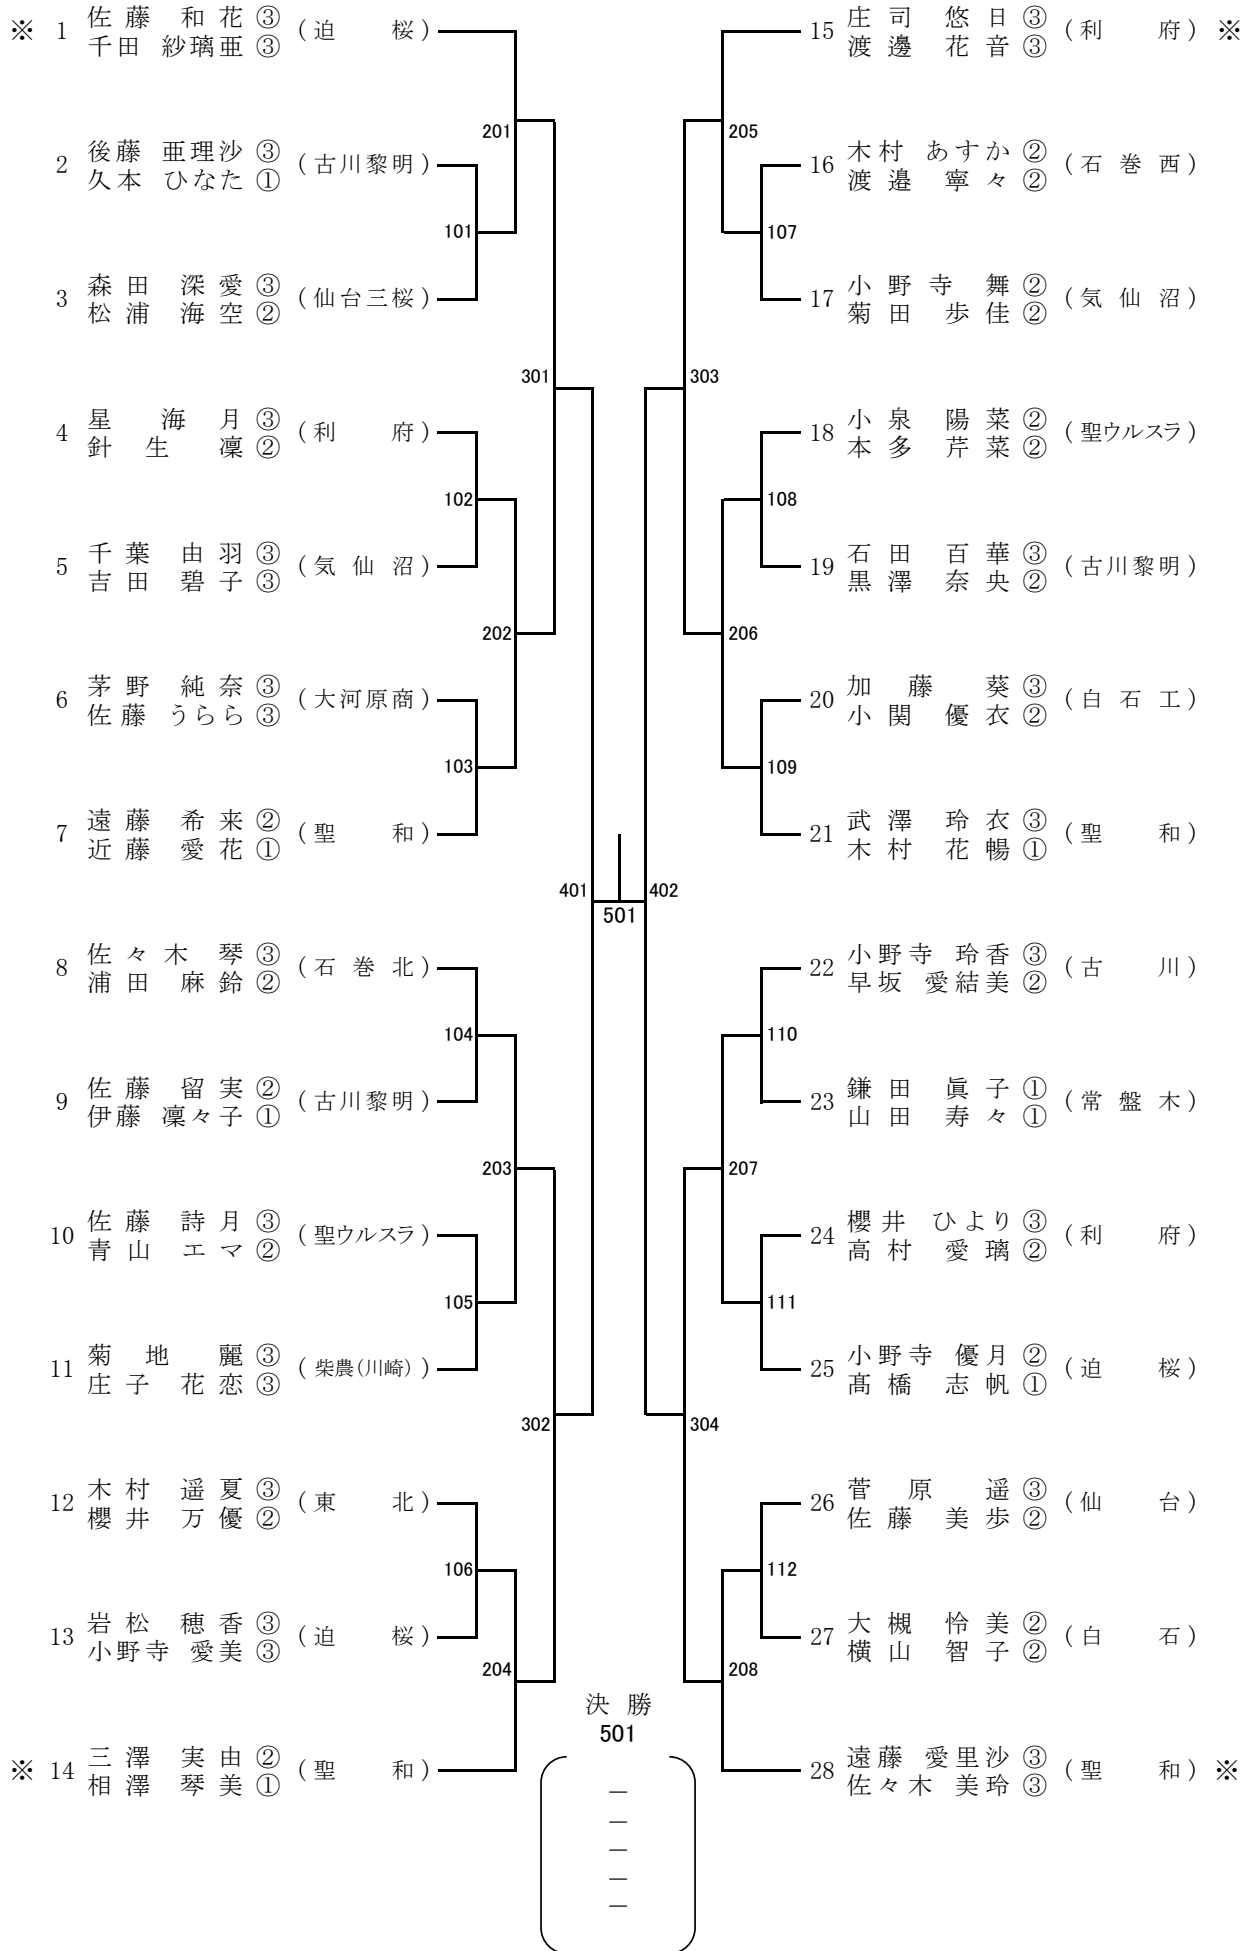 ※ 1 佐藤 和花 ③ (迫 桜)
千田 紗璃亜 ③
201
2 後藤 亜理沙 ③ (古川黎明)
久本 ひなた ①
101
3 森田 深愛 ③ (仙台三桜)
松浦 海空 ②
301
4 星 海月 ③ (利 府)
針生 凜 ②
102
5 千葉 由羽 ③ (気仙沼)
吉田 碧子 ③
202
6 茅野 純奈 ③ (大河原商)
佐藤 うらら ③
103
7 遠藤 希来 ② (聖 和)
近藤 愛花 ①
401
8 佐々木 琴 ③ (石巻北)
浦田 麻鈴 ②
104
9 佐藤 留実 ② (古川黎明)
伊藤 凜々子 ①
203
10 佐藤 詩月 ③ (聖ウルスラ)
青山 エマ ②
105
11 菊地 麗 ③ (柴農(川崎))
庄子 花恋 ③
302
12 木村 遥夏 ③ (東 北)
櫻井 万優 ②
106
13 岩松 穂香 ③ (迫 桜)
小野寺 愛美 ③
204
※ 14 三澤 実由 ② (聖 和)
相澤 琴美 ①
501
15 庄司 悠日 ③ (利 府) ※
渡邊 花音 ③
205
16 木村 あすか ② (石巻西)
渡邉 寧々 ②
107
17 小野寺 舞 ② (気仙沼)
菊田 歩佳 ②
303
18 小泉 陽菜 ② (聖ウルスラ)
本多 芹菜 ②
108
19 石田 百華 ③ (古川黎明)
黒澤 奈央 ②
206
20 加藤 葵 ③ (白石工)
小関 優衣 ②
109
21 武澤 玲衣 ③ (聖 和)
木村 花暢 ①
402
22 小野寺 玲香 ③ (古 川)
早坂 愛結美 ②
110
23 鎌田 眞子 ① (常盤木)
山田 寿々 ①
207
24 櫻井 ひより ③ (利 府)
高村 愛璃 ②
111
25 小野寺 優月 ② (迫 桜)
髙橋 志帆 ①
304
26 菅原 遥 ③ (仙 台)
佐藤 美歩 ②
112
27 大槻 怜美 ② (白 石)
横山 智子 ②
208
28 遠藤 愛里沙 ③ (聖 和) ※
佐々木 美玲 ③
決 勝
501
―
―
―
―
―